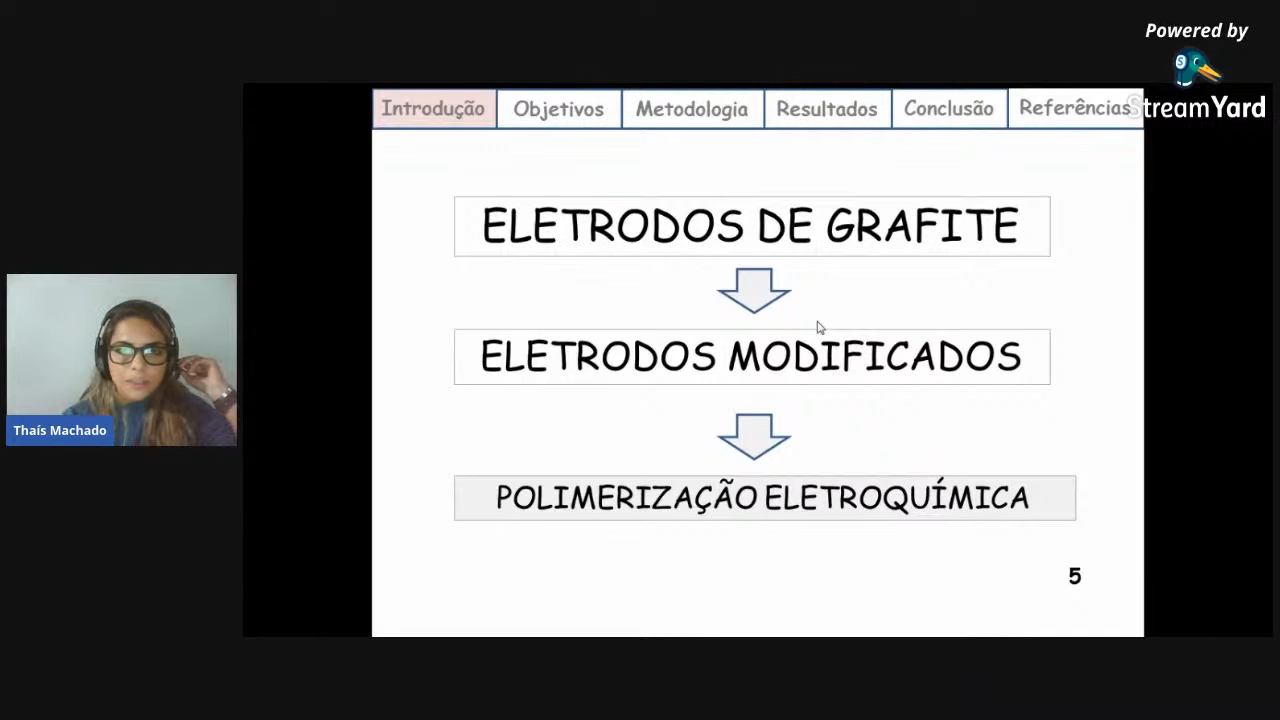 Powered by
StreamYard
Introdução Objetivos Metodologia Resultados Conclusão Referências
ELETRODOS DE GRAFITE
ELETRODOS MODIFICADOS
POLIMERIZAÇÃO ELETROQUÍMICA
5
Thaís Machado